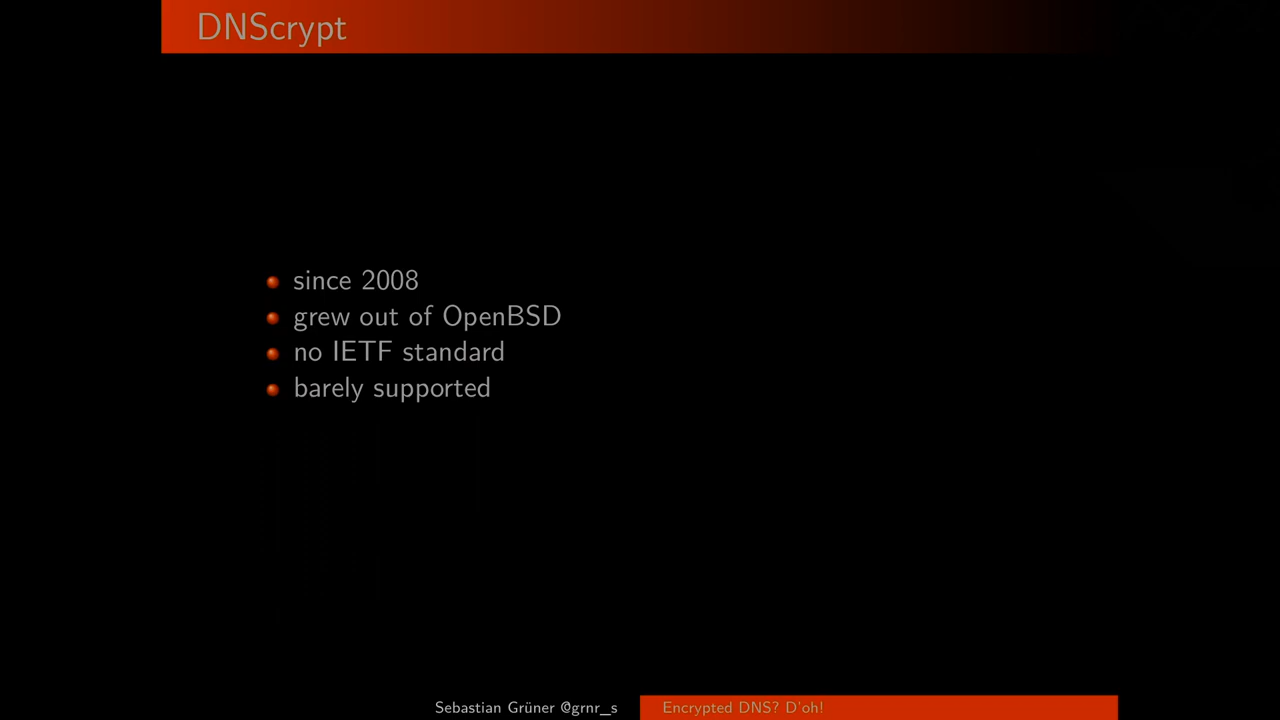 DNScrypt
since 2008
grew out of OpenBSD
no IETF standard
barely supported
Sebastian Grüner @grnr_s
Encrypted DNS? D'oh!